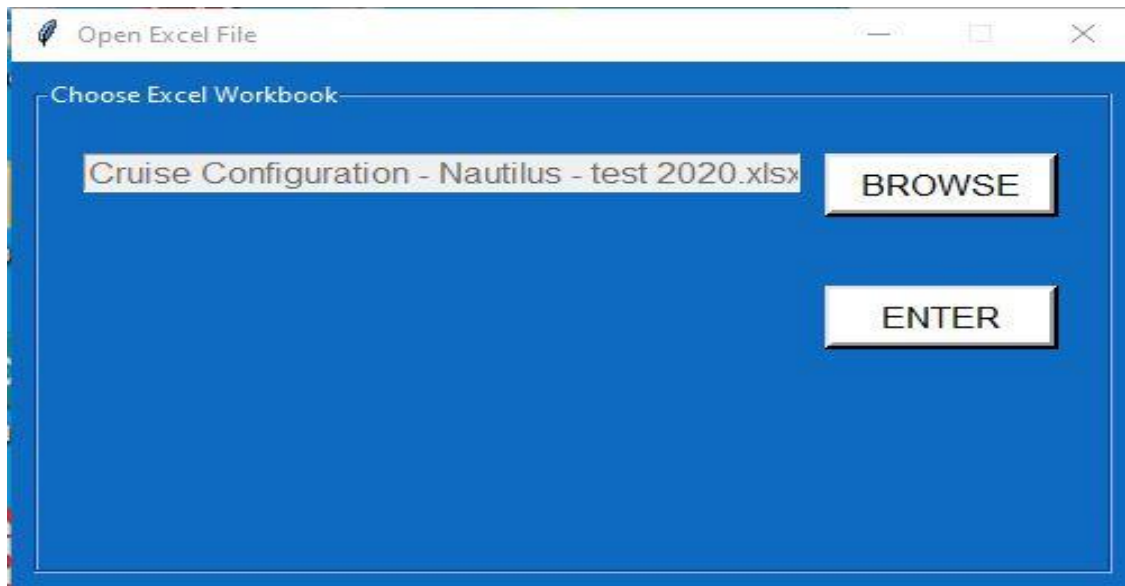 Open Excel File
Choose Excel Workbook
Cruise Configuration - Nautilus - test 2020.xlsx
BROWSE
ENTER